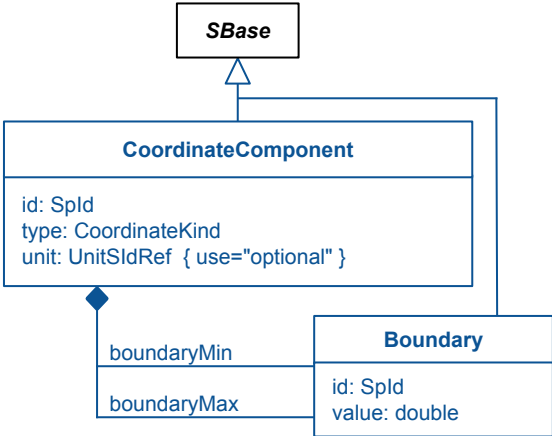 SBase
CoordinateComponent
id: SpId
type: CoordinateKind
unit: UnitSIdRef { use="optional" }
boundaryMin
boundaryMax
Boundary
id: SpId
value: double